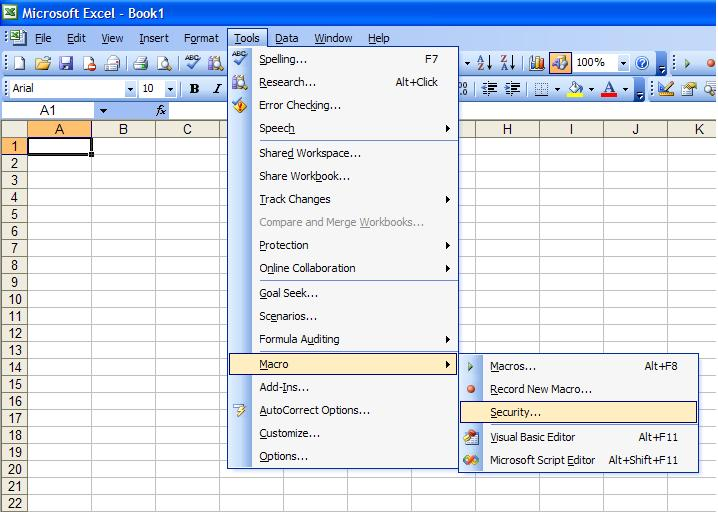 Microsoft Excel - Book1
File Edit View Insert Format Tools Data Window Help
100%
Arial 10 B I
A1 fx
A B C H I J K
1
2
3
4
5
6
7
8
9
10
11
12
13
14
15
16
17
18
19
20
21
22
Spelling... F7
Research... Alt+Click
Error Checking...
Speech
Shared Workspace...
Share Workbook...
Track Changes
Compare and Merge Workbooks...
Protection
Online Collaboration
Goal Seek...
Scenarios...
Formula Auditing
Macro
Add-Ins...
AutoCorrect Options...
Customize...
Options...
Macros... Alt+F8
Record New Macro...
Security...
Visual Basic Editor Alt+F11
Microsoft Script Editor Alt+Shift+F11